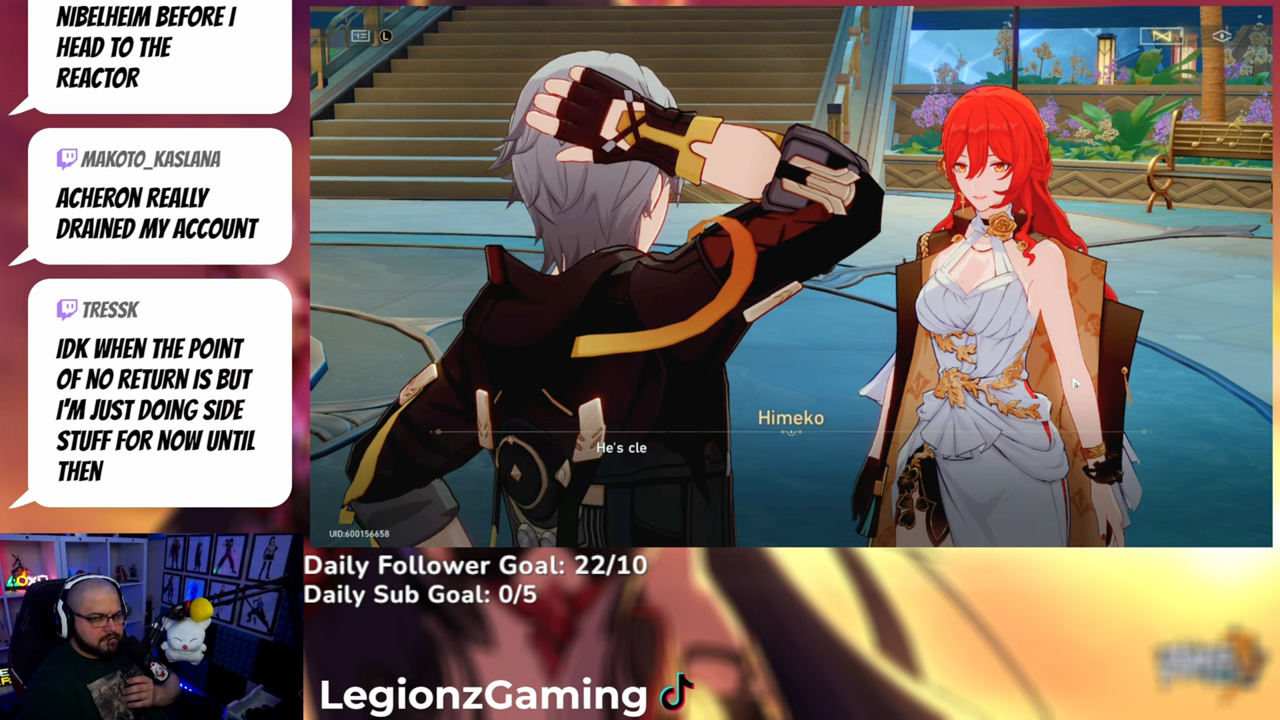 NIBELHEIM BEFORE I
HEAD TO THE
REACTOR
MAKOTO_KASLANA
ACHERON REALLY
DRAINED MY ACCOUNT
TRESSK
IDK WHEN THE POINT
OF NO RETURN IS BUT
I'M JUST DOING SIDE
STUFF FOR NOW UNTIL
THEN
L
Himeko
He's cle
UID:600156658
Daily Follower Goal: 22/10
Daily Sub Goal: 0/5
LegionzGaming